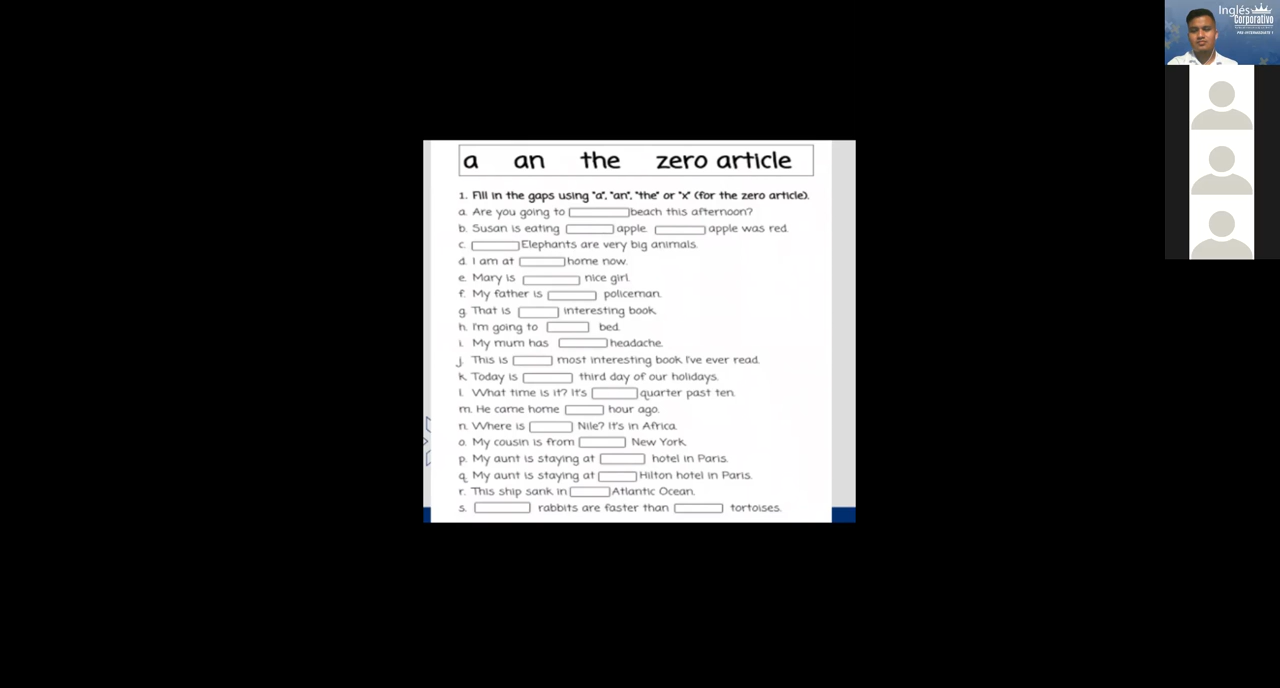 a an the zero article
1. Fill in the gaps using "a", "an", "the" or "x" (for the zero article).
a. Are you going to beach this afternoon?
b. Susan is eating apple. apple was red.
c. Elephants are very big animals.
d. I am at home now.
e. Mary is nice girl.
f. My father is policeman.
g. That is interesting book.
h. I'm going to bed.
i. My mum has headache.
j. This is most interesting book I've ever read.
k. Today is third day of our holidays.
l. What time is it? It's quarter past ten.
m. He came home hour ago.
n. Where is Nile? It's in Africa.
o. My cousin is from New York.
p. My aunt is staying at hotel in Paris.
q. My aunt is staying at Hilton hotel in Paris.
r. This ship sank in Atlantic Ocean.
s. rabbits are faster than tortoises.
Inglés
Corporativo
PRE-INTERMEDIATE 1